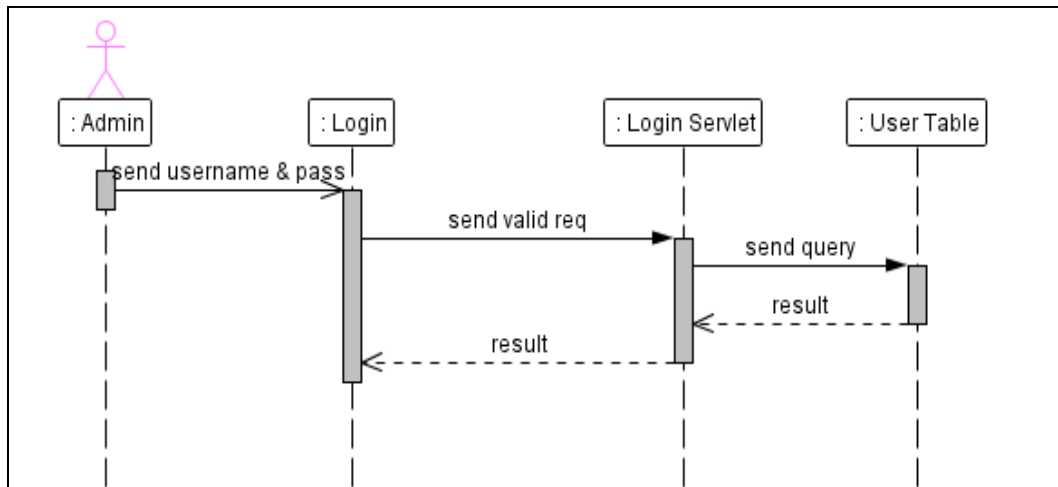 : Admin
: Login
: Login Servlet
: User Table
send username & pass
send valid req
send query
result
result